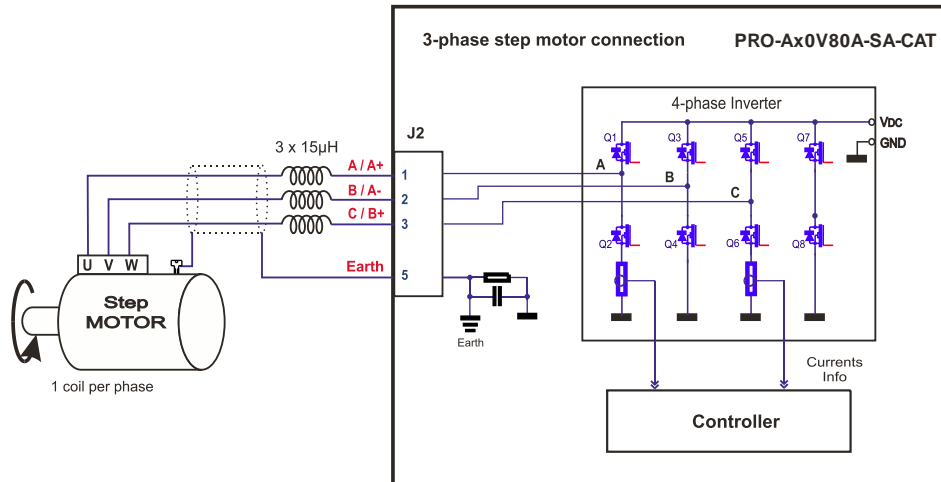 3-phase step motor connection
PRO-Ax0V80A-SA-CAT
4-phase Inverter
Q1
Q3
Q5
Q7
VDC
GND
J2
3 x 15µH
A / A+
1
A
B / A-
2
B
C / B+
3
C
Q2
Q4
Q6
Q8
Earth
5
U V W
Step
MOTOR
Earth
1 coil per phase
Currents
Info
Controller